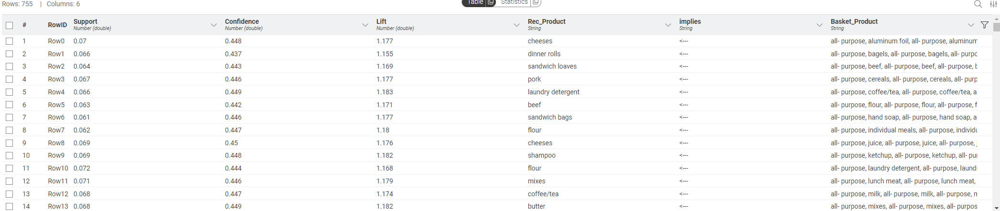 Rows: 755 | Columns: 6 Table Statistics
# RowID Support Confidence Lift Rec_Product implies Basket_Product
Number (double) Number (double) Number (double) String String String
1 Row0 0.07 0.448 1.177 cheeses <--- all- purpose, aluminum foil, all- purpose, aluminum
2 Row1 0.066 0.437 1.155 dinner rolls <--- all- purpose, bagels, all- purpose, bagels, all- purpo
3 Row2 0.064 0.443 1.169 sandwich loaves <--- all- purpose, beef, all- purpose, beef, all- purpose, b
4 Row3 0.067 0.446 1.177 pork <--- all- purpose, cereals, all- purpose, cereals, all- purp
5 Row4 0.066 0.449 1.183 laundry detergent <--- all- purpose, coffee/tea, all- purpose, coffee/tea, a
6 Row5 0.063 0.442 1.171 beef <--- all- purpose, flour, all- purpose, flour, all- purpose, f
7 Row6 0.061 0.446 1.177 sandwich bags <--- all- purpose, hand soap, all- purpose, hand soap, a
8 Row7 0.062 0.447 1.18 flour <--- all- purpose, individual meals, all- purpose, individu
9 Row8 0.069 0.45 1.176 cheeses <--- all- purpose, juice, all- purpose, juice, all- purpose, j
10 Row9 0.069 0.448 1.182 shampoo <--- all- purpose, ketchup, all- purpose, ketchup, all- pur
11 Row10 0.072 0.444 1.168 flour <--- all- purpose, laundry detergent, all- purpose, laund
12 Row11 0.071 0.446 1.179 mixes <--- all- purpose, lunch meat, all- purpose, lunch meat,
13 Row12 0.068 0.447 1.174 coffee/tea <--- all- purpose, milk, all- purpose, milk, all- purpose, m
14 Row13 0.068 0.449 1.182 butter <--- all- purpose, mixes, all- purpose, mixes, all- purpos